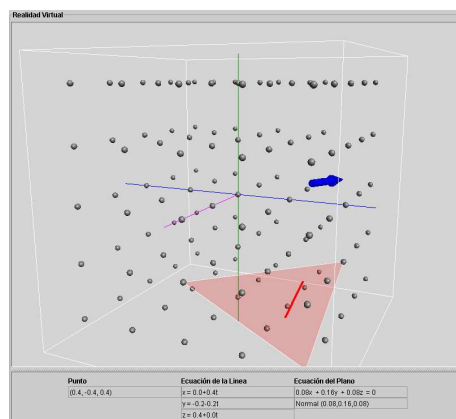 Realidad Virtual
Punto Ecuación de la Linea Ecuación del Plano
(0.4, -0.4, 0.4) x = 0.0+0.4t 0.08x + 0.16y + 0.08z = 0
y = -0.2-0.2t Normal (0.08,0.16,0.08)
z = 0.4+0.0t